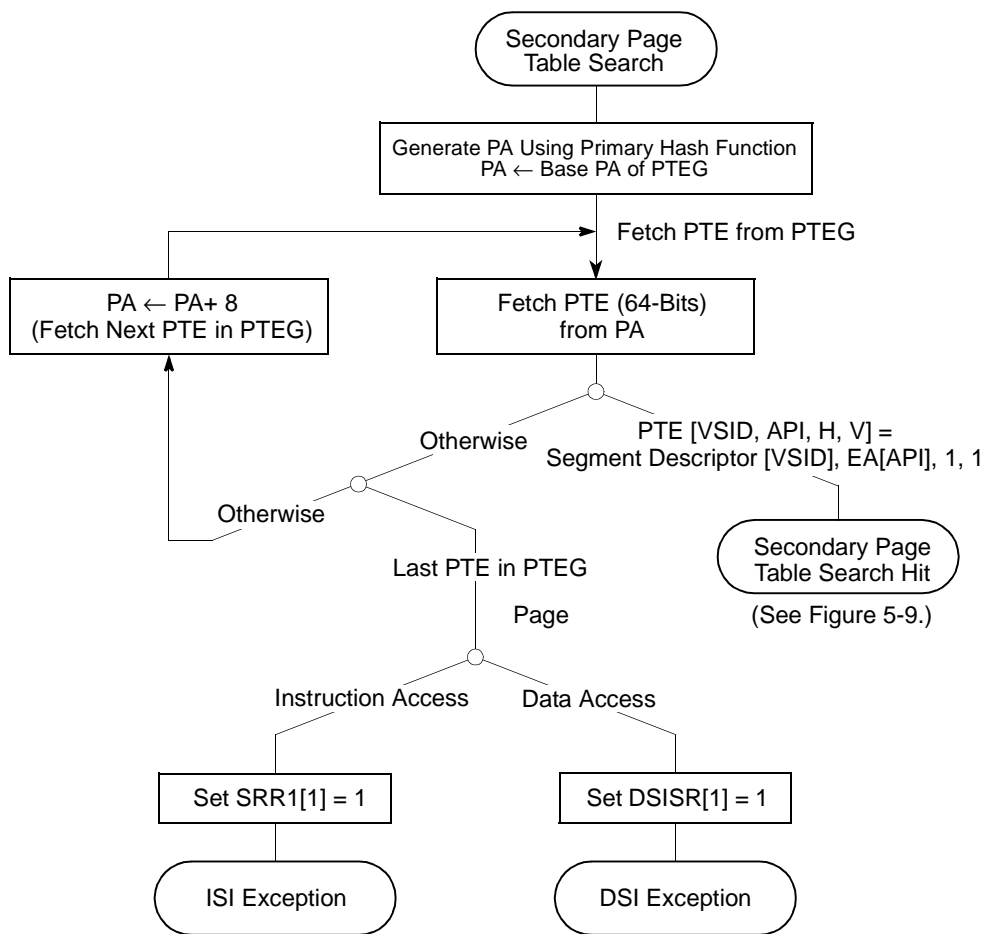 Secondary Page
Table Search
Generate PA Using Primary Hash Function
PA ← Base PA of PTEG
Fetch PTE from PTEG
PA ← PA+ 8
(Fetch Next PTE in PTEG)
Fetch PTE (64-Bits)
from PA
Otherwise
PTE [VSID, API, H, V] =
Segment Descriptor [VSID], EA[API], 1, 1
Otherwise
Secondary Page
Table Search Hit
(See Figure 5-9.)
Last PTE in PTEG
Page
Instruction Access
Data Access
Set SRR1[1] = 1
Set DSISR[1] = 1
ISI Exception
DSI Exception